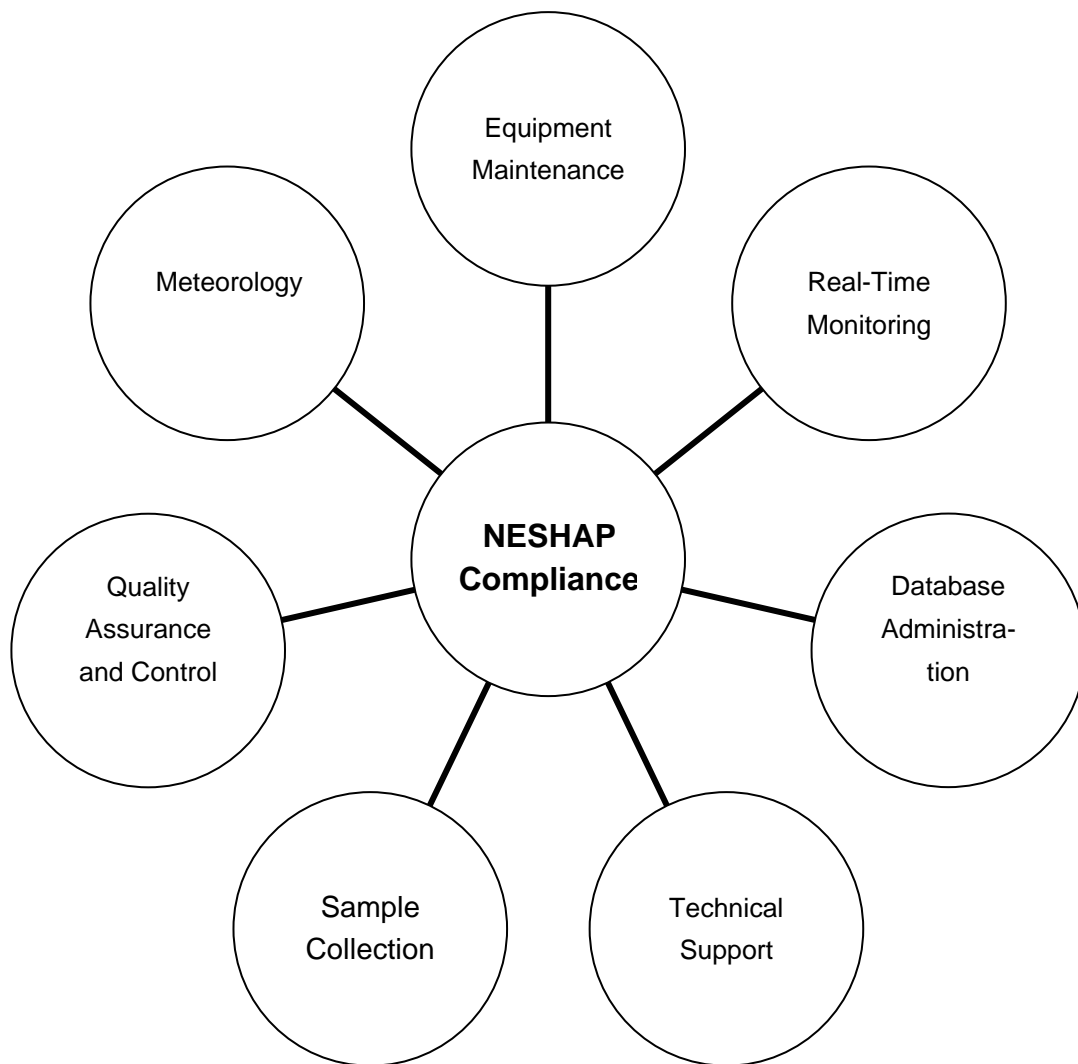 Equipment
Maintenance
Meteorology
Real-Time
Monitoring
NESHAP
Compliance
Quality
Assurance
and Control
Database
Administra-
tion
Sample
Collection
Technical
Support